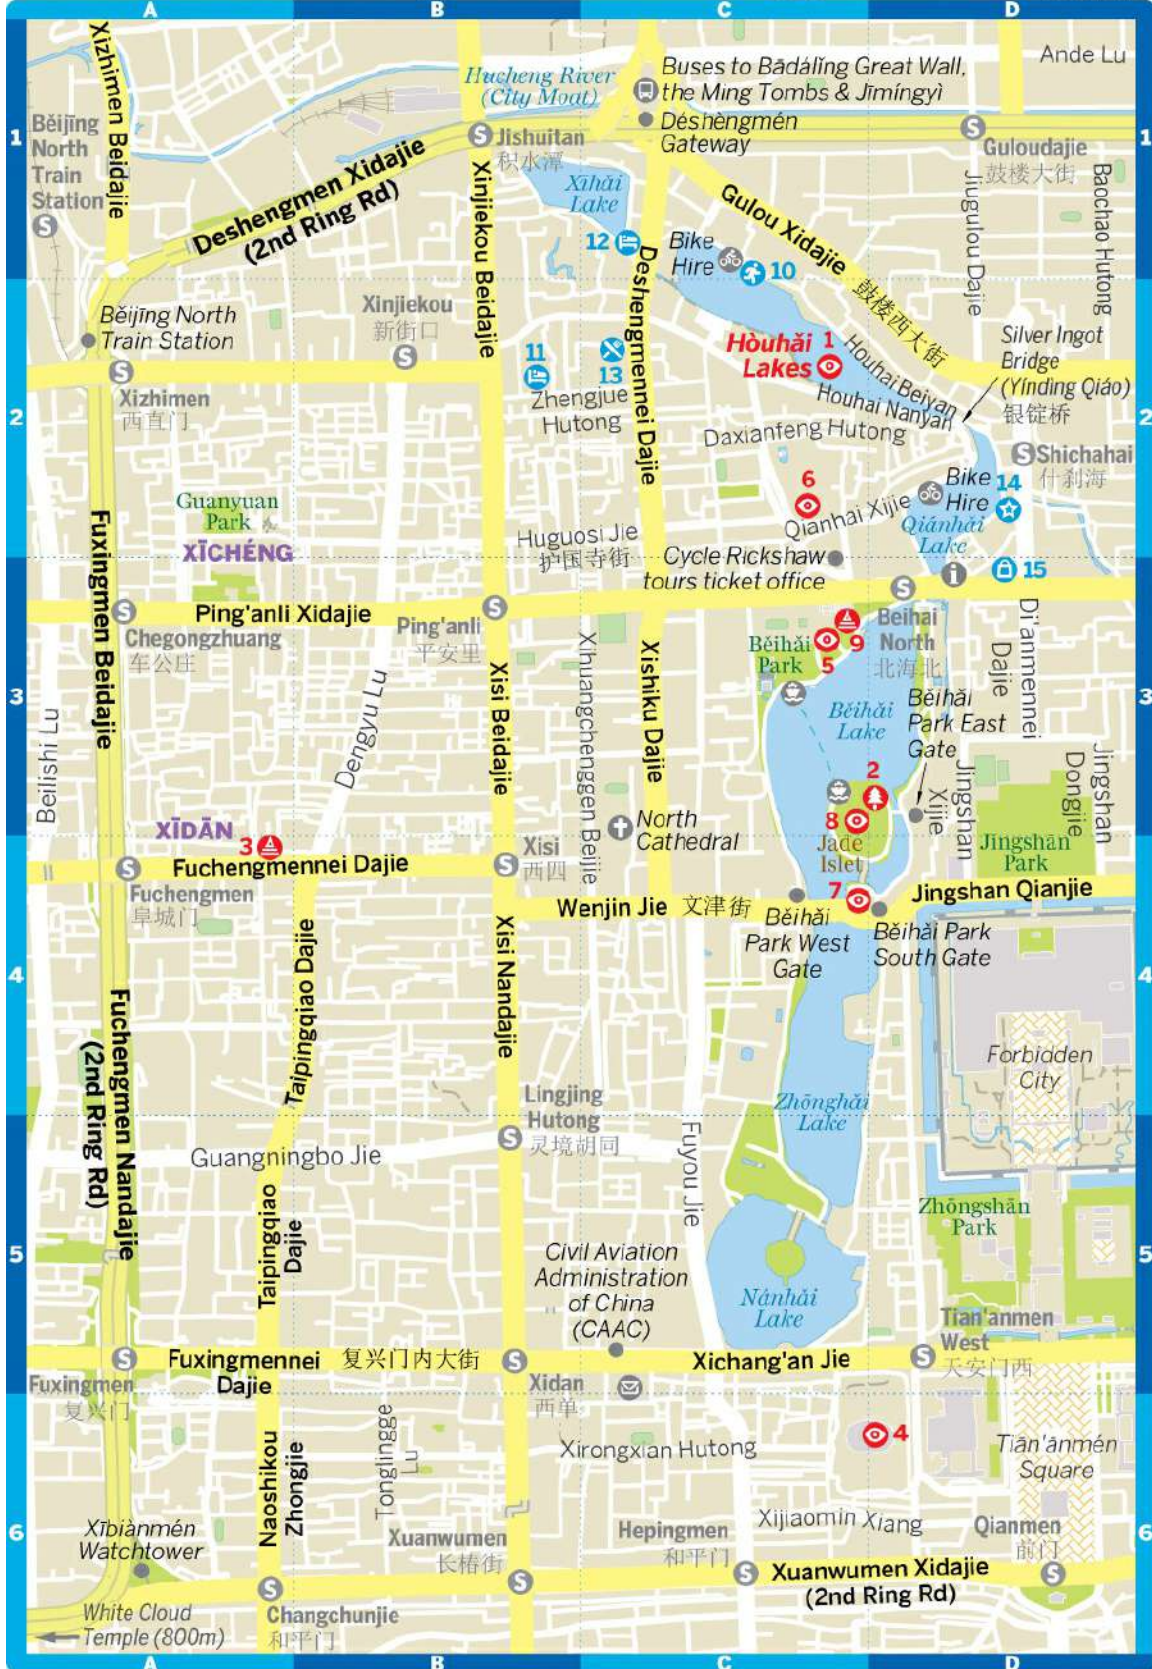 A
B
C
D
1
2
3
4
5
6
1
2
3
4
5
6
A
B
C
D
Xizhimen Beidajie
Hucheng River
(City Moat)
Buses to Bādálǐng Great Wall,
the Ming Tombs & Jīmíngyì
Ande Lu
Déshèngmén
Gateway
Běijīng
North
Train
Station
Jishuitan
积水潭
Guloudajie
鼓楼大街
Deshengmen Xidajie
(2nd Ring Rd)
Xīhǎi
Lake
Gulou Xidajie
鼓楼西大街
Jiugulou Dajie
Baochao Hutong
Xinjiekou Beidajie
12
Deshengmennei Dajie
Bike
Hire
10
Běijīng North
Train Station
Xinjiekou
新街口
11
13
Hòuhǎi
Lakes
1
Houhai Beiyan
Houhai Nanyan
Silver Ingot
Bridge
(Yíndìng Qiáo)
银锭桥
Xizhimen
西直门
Zhengjue
Hutong
Daxianfeng Hutong
Shichahai
什刹海
6
Bike
Hire
14
Qianhai Xijie
Qiánhǎi
Lake
Guanyuan
Park
XĪCHÉNG
Fuxingmen Beidajie
Huguosi Jie
护国寺街
Cycle Rickshaw
tours ticket office
15
Ping'anli Xidajie
Chegongzhuang
车公庄
Ping'anli
平安里
Xihuangchenggen Beijie
Xishiku Dajie
Běihǎi
Park
5
9
Beihai
North
北海北
Di'anmennei
Dajie
Xisi Beidajie
Dengyu Lu
Beilishi Lu
Běihǎi
Lake
Běihǎi
Park East
Gate
Jingshan
Xijie
Jingshan
Dongjie
2
8
Jade
Islet
North
Cathedral
Jǐngshān
Park
XĪDĀN
3
Fuchengmennei Dajie
Xisi
西四
Fuchengmen
阜城门
Wenjin Jie 文津街
7
Jingshan Qianjie
Běihǎi
Park West
Gate
Běihǎi Park
South Gate
Taipingqiao Dajie
Xisi Nandajie
Fuchengmen Nandajie
(2nd Ring Rd)
Forbidden
City
Lingjing
Hutong
灵境胡同
Zhōnghǎi
Lake
Guangningbo Jie
Fuyou Jie
Zhōngshān
Park
Taipingqiao
Dajie
Civil Aviation
Administration
of China
(CAAC)
Nánhǎi
Lake
Tian'anmen
West
天安门西
Fuxingmennei
Dajie
复兴门内大街
Xichang'an Jie
Fuxingmen
复兴门
Xidan
西单
4
Tonglingge
Lu
Xirongxian Hutong
Tiān'ānmén
Square
Naoshikou
Zhongjie
Xībiànmén
Watchtower
Xuanwumen
长椿街
Hepingmen
和平门
Xijiaomin Xiang
Qianmen
前门
Xuanwumen Xidajie
(2nd Ring Rd)
White Cloud
Temple (800m)
Changchunjie
和平门